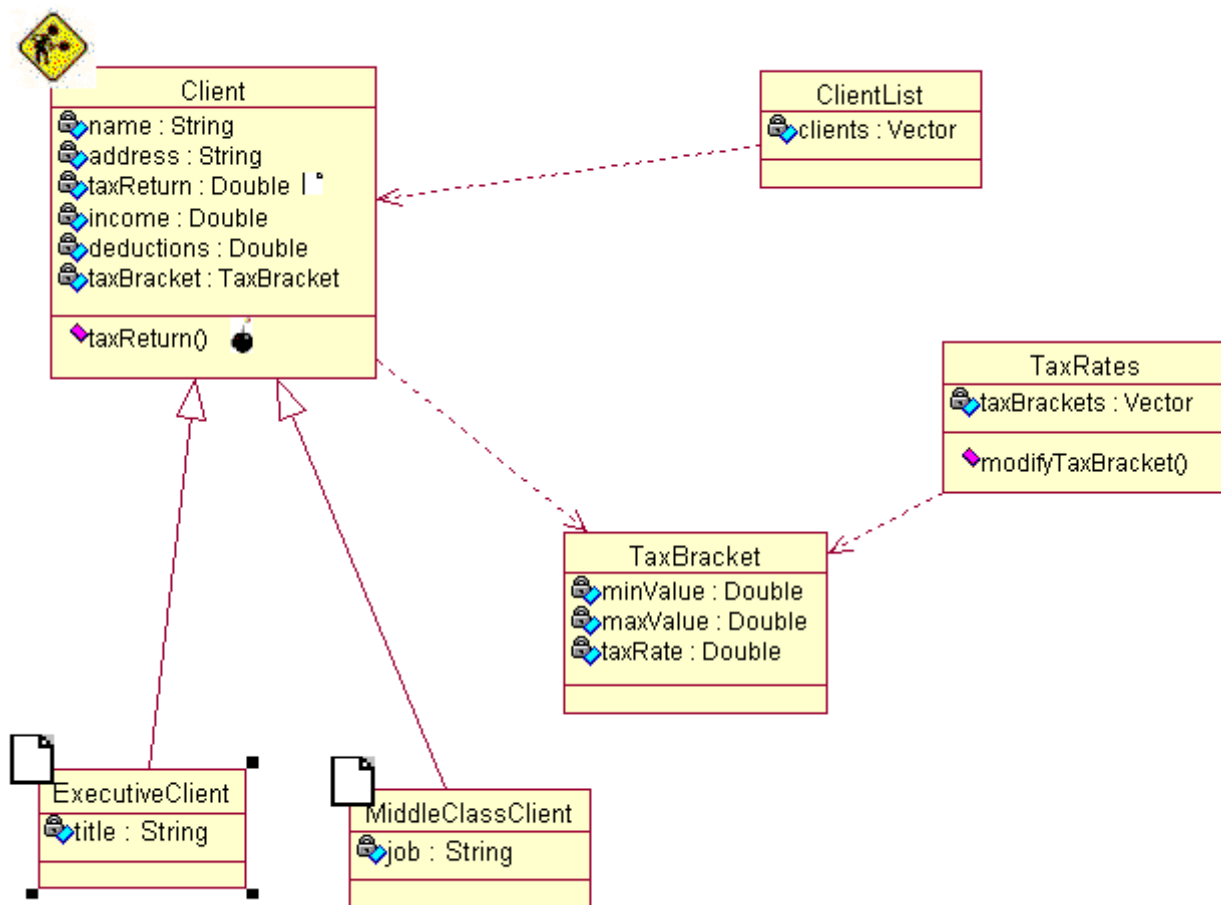 Client
name : String
address : String
taxReturn : Double
income : Double
deductions : Double
taxBracket : TaxBracket
taxReturn()
ClientList
clients : Vector
TaxRates
taxBrackets : Vector
modifyTaxBracket()
TaxBracket
minValue : Double
maxValue : Double
taxRate : Double
ExecutiveClient
title : String
MiddleClassClient
job : String